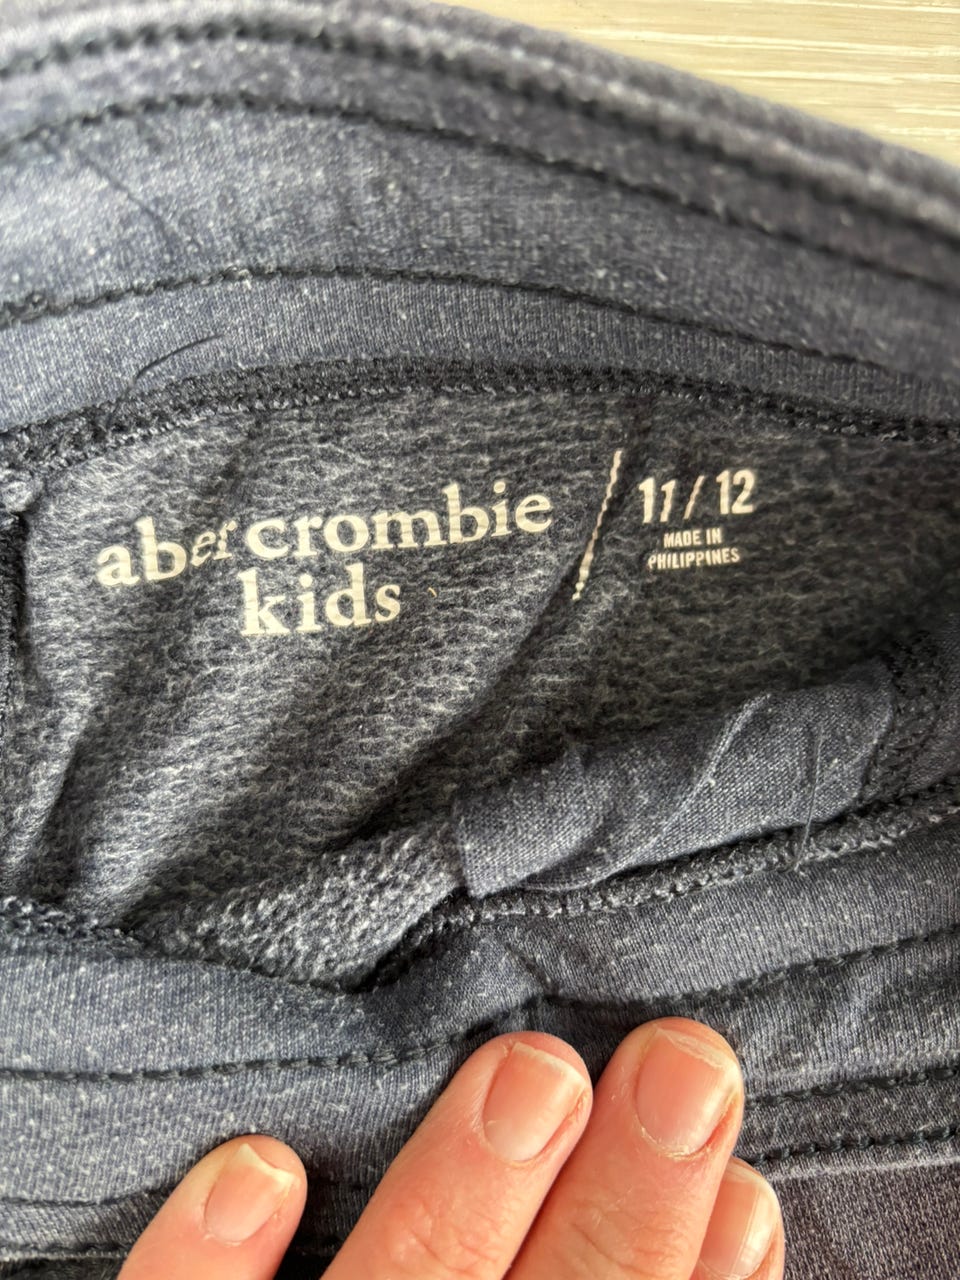 abercrombie
kids
11/12
MADE IN
PHILIPPINES